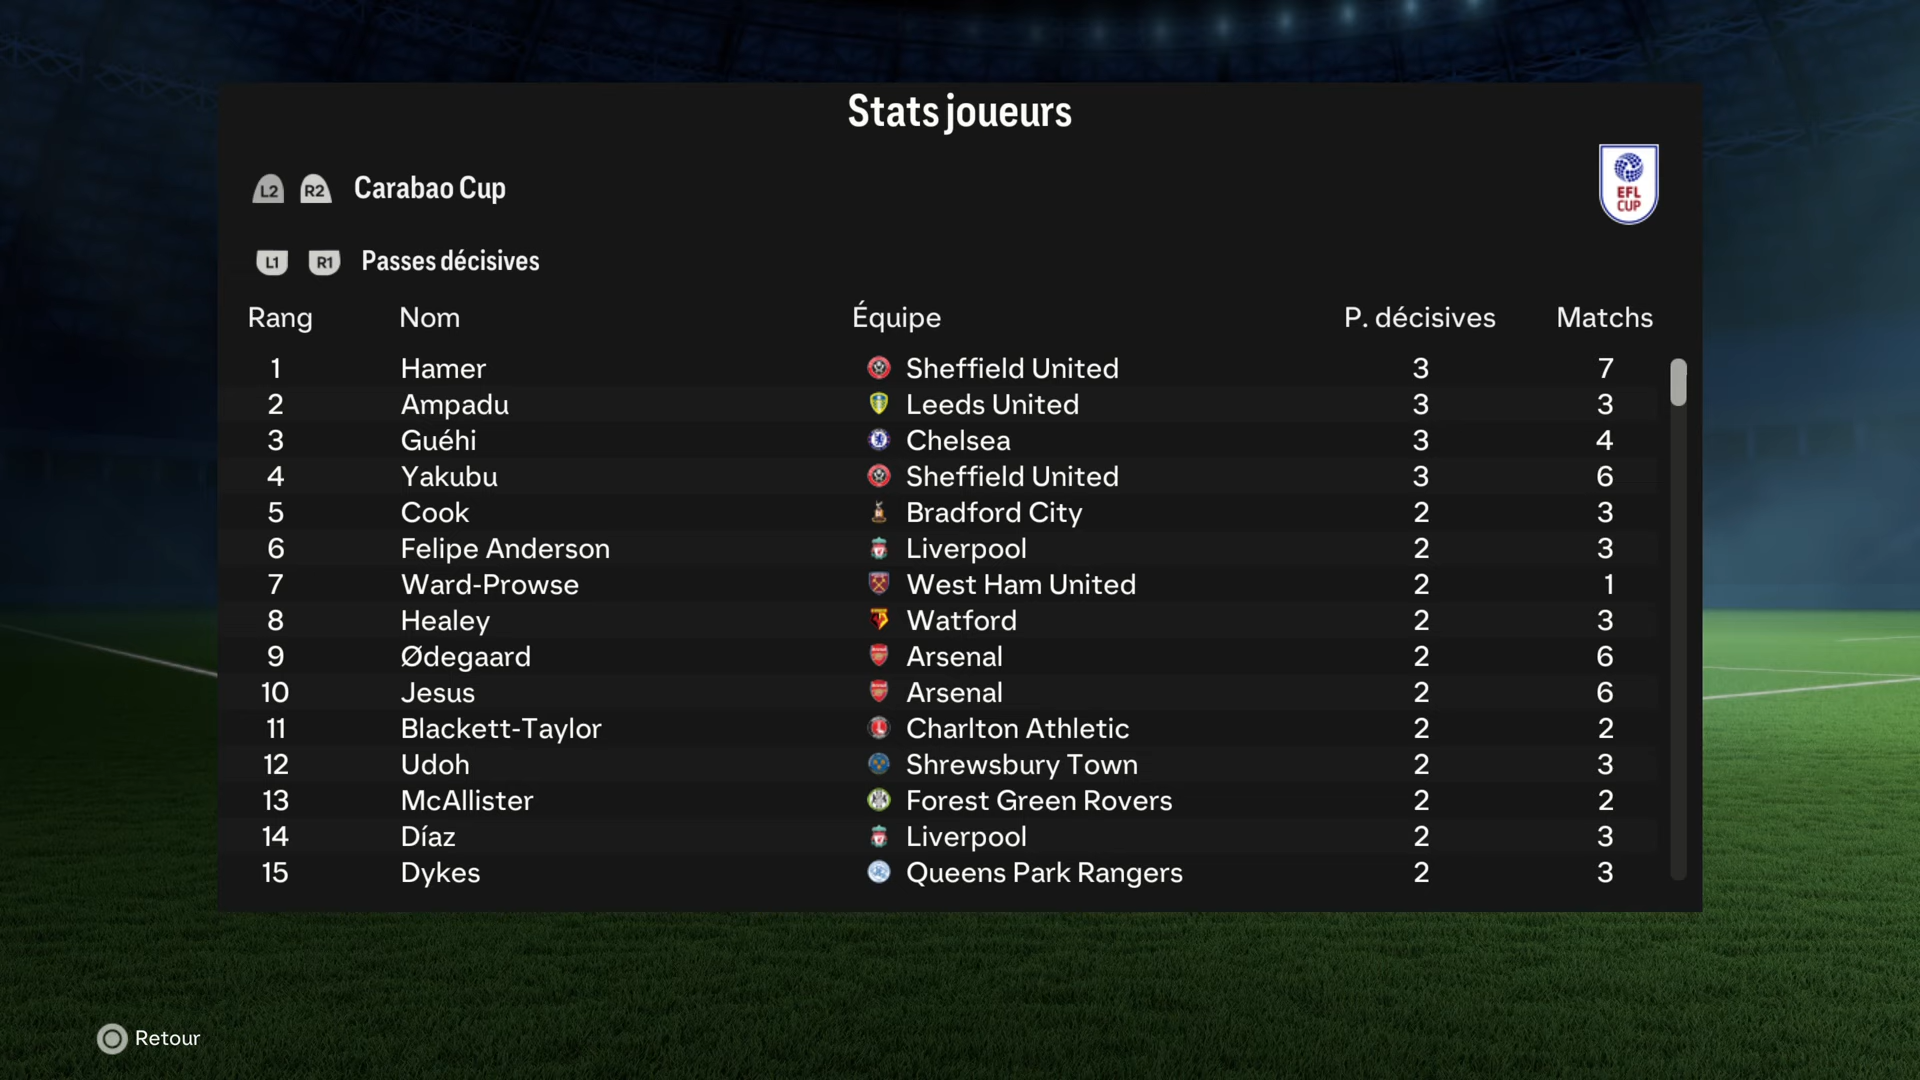 Stats joueurs
L2 R2 Carabao Cup
EFL
CUP
L1 R1 Passes décisives
Rang Nom Équipe P. décisives Matchs
1 Hamer Sheffield United 3 7
2 Ampadu Leeds United 3 3
3 Guéhi Chelsea 3 4
4 Yakubu Sheffield United 3 6
5 Cook Bradford City 2 3
6 Felipe Anderson Liverpool 2 3
7 Ward-Prowse West Ham United 2 1
8 Healey Watford 2 3
9 Ødegaard Arsenal 2 6
10 Jesus Arsenal 2 6
11 Blackett-Taylor Charlton Athletic 2 2
12 Udoh Shrewsbury Town 2 3
13 McAllister Forest Green Rovers 2 2
14 Díaz Liverpool 2 3
15 Dykes Queens Park Rangers 2 3
Retour